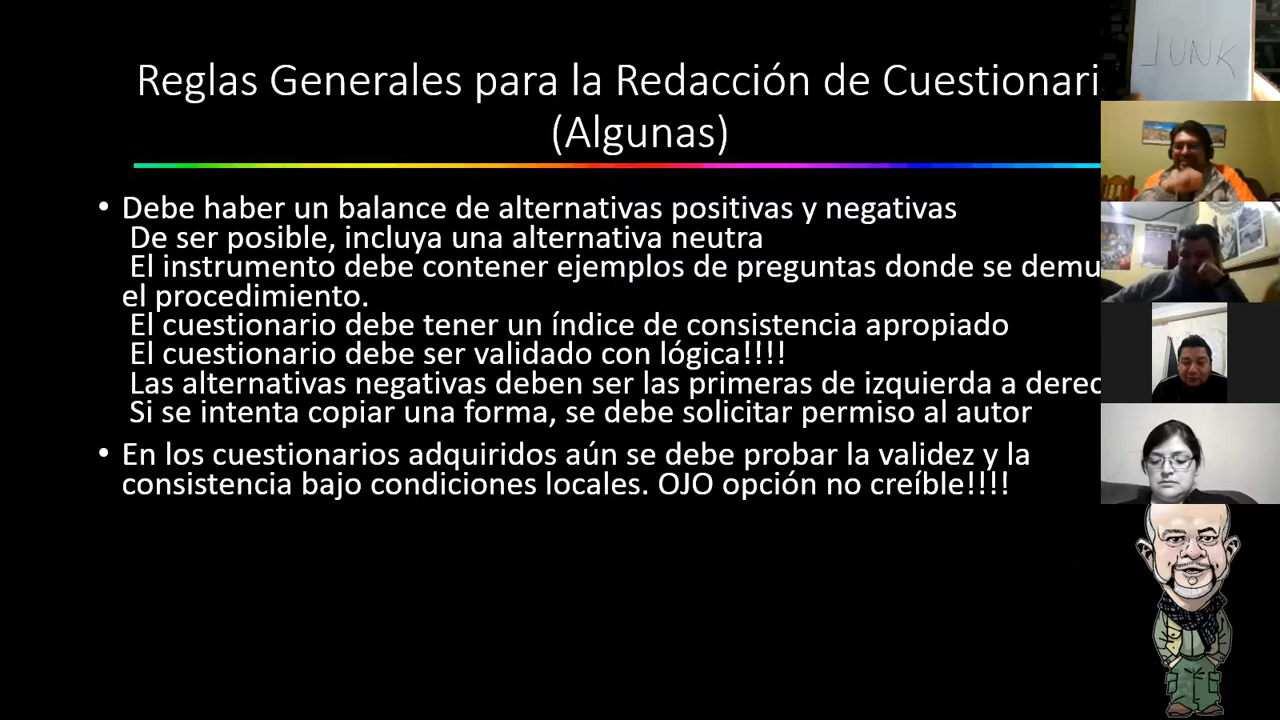 Reglas Generales para la Redacción de Cuestionari
(Algunas)
• Debe haber un balance de alternativas positivas y negativas
De ser posible, incluya una alternativa neutra
El instrumento debe contener ejemplos de preguntas donde se demu
el procedimiento.
El cuestionario debe tener un índice de consistencia apropiado
El cuestionario debe ser validado con lógica!!!!
Las alternativas negativas deben ser las primeras de izquierda a derec
Si se intenta copiar una forma, se debe solicitar permiso al autor
• En los cuestionarios adquiridos aún se debe probar la validez y la
consistencia bajo condiciones locales. OJO opción no creíble!!!!
JUNK